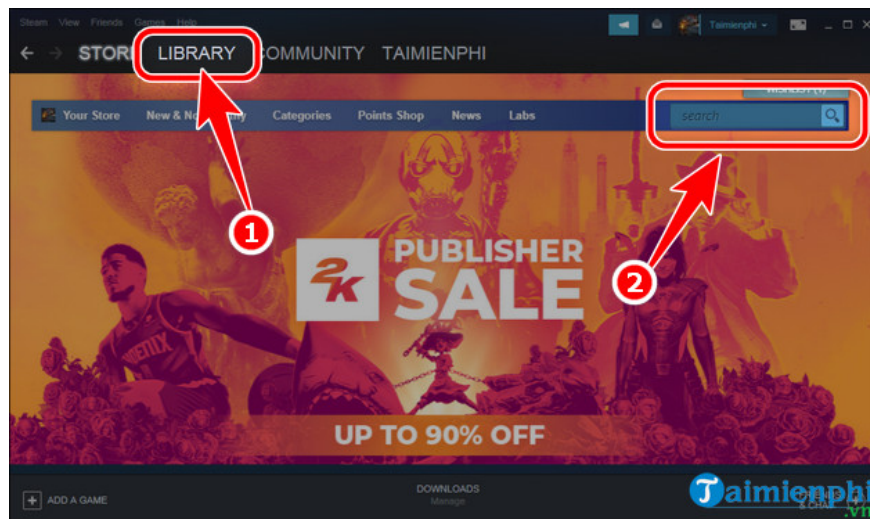 Steam View Friends Games Help
Taimienphi
STORE LIBRARY COMMUNITY TAIMIENPHI
WISHLIST (1)
Your Store New & Noteworthy Categories Points Shop News Labs
search
1
2
2K PUBLISHER
SALE
PHOENIX
UP TO 90% OFF
ADD A GAME
DOWNLOADS
Manage
FRIENDS
& CHAT
Taimienphi
.vn